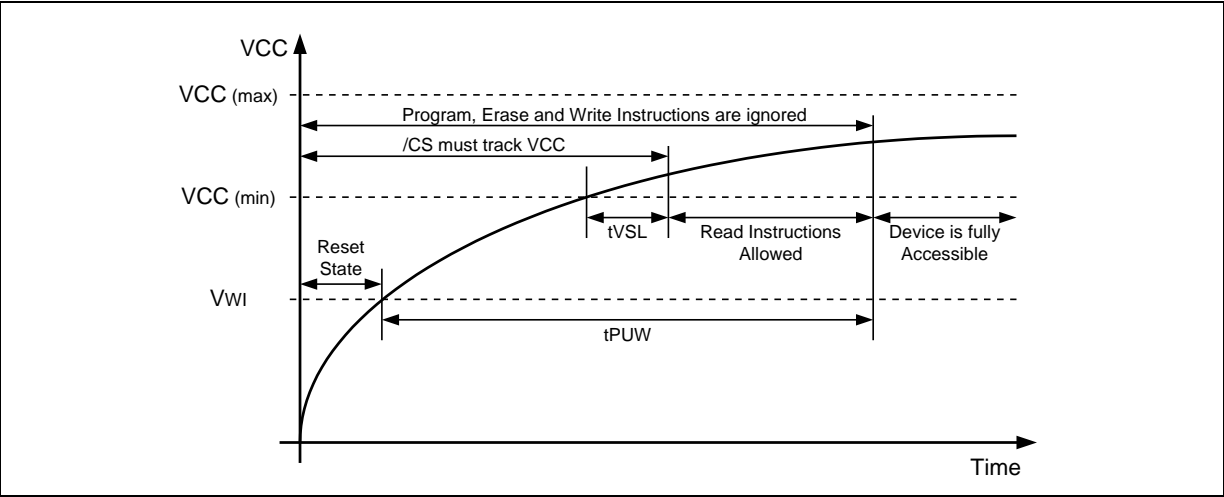 VCC
VCC (max)
Program, Erase and Write Instructions are ignored
/CS must track VCC
VCC (min)
tVSL
Read Instructions
Allowed
Device is fully
Accessible
Reset
State
VWI
tPUW
Time